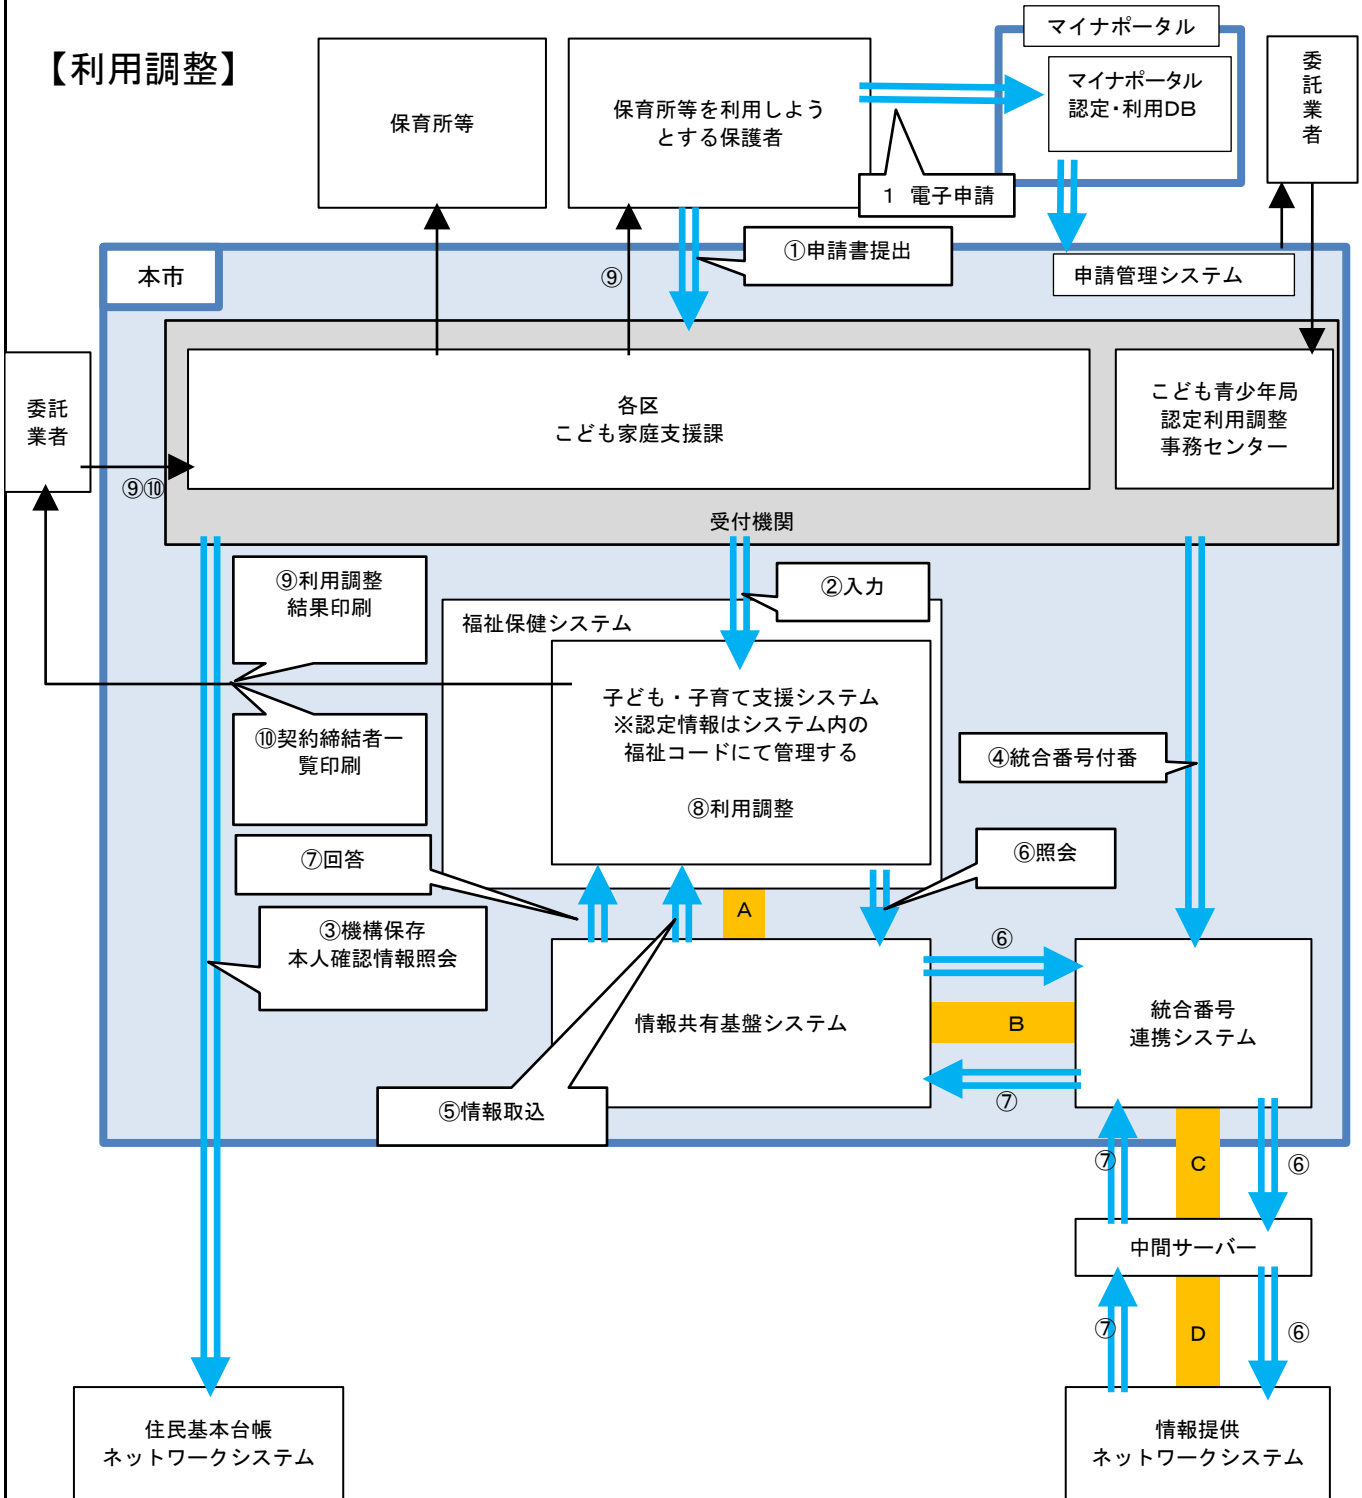 【利用調整】
保育所等
保育所等を利用しよう
とする保護者
マイナポータル
マイナポータル
認定・利用DB
委
託
業
者
1 電子申請
①申請書提出
⑨
本市
申請管理システム
各区
こども家庭支援課
こども青少年局
認定利用調整
事務センター
委託
業者
⑨⑩
受付機関
⑨利用調整
結果印刷
②入力
福祉保健システム
子ども・子育て支援システム
※認定情報はシステム内の
福祉コードにて管理する
⑧利用調整
⑩契約締結者一
覧印刷
④統合番号付番
⑦回答
⑥照会
A
③機構保存
本人確認情報照会
⑥
情報共有基盤システム
B
統合番号
連携システム
⑤情報取込
⑦
⑦
C
⑥
中間サーバー
⑦
D
⑥
住民基本台帳
ネットワークシステム
情報提供
ネットワークシステム